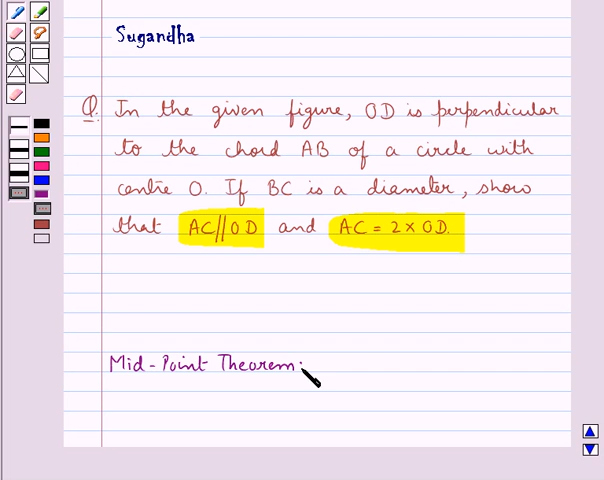 Sugandha
Q. In the given figure, OD is perpendicular
to the chord AB of a circle with
centre O. If BC is a diameter, show
that AC//OD and AC = 2 × OD.
Mid-Point Theorem: